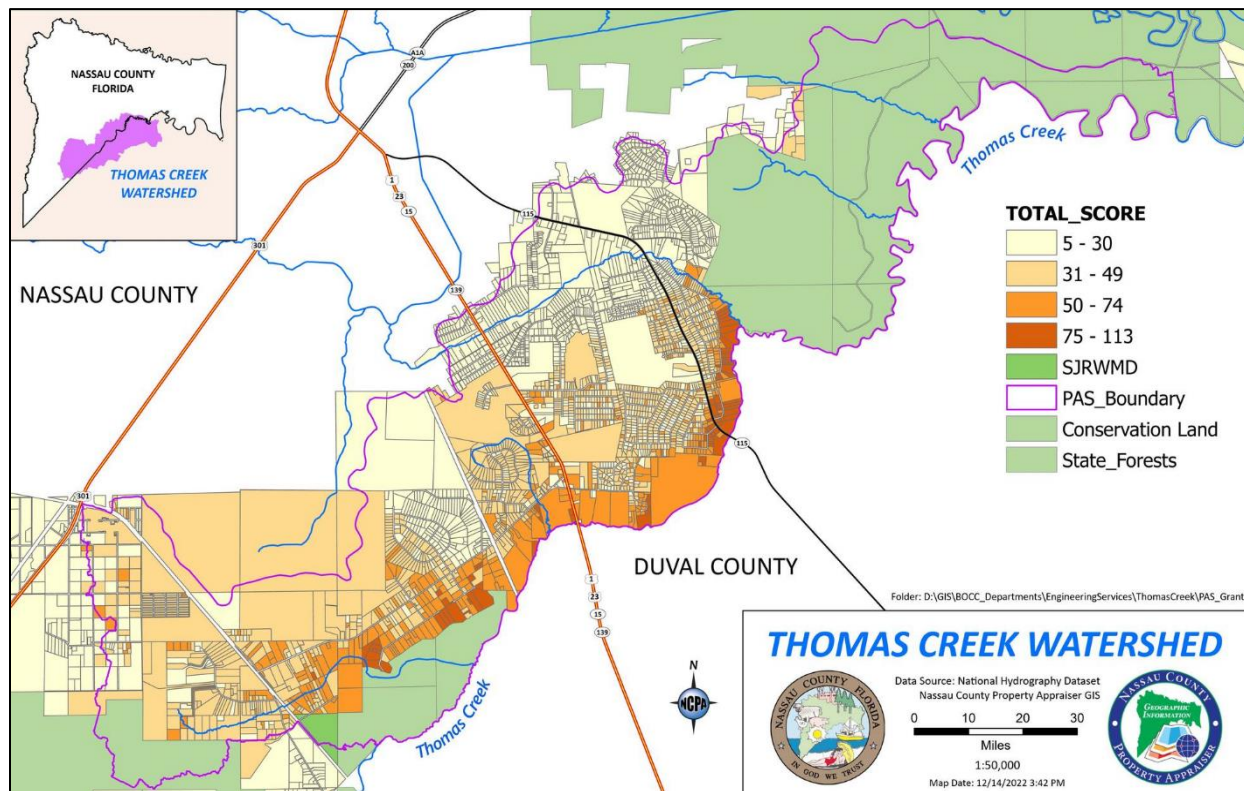 NASSAU COUNTY
FLORIDA
THOMAS CREEK
WATERSHED
A1A
200
Thomas Creek
1
23
15
115
301
139
NASSAU COUNTY
TOTAL_SCORE
5 - 30
31 - 49
50 - 74
75 - 113
SJRWMD
PAS_Boundary
Conservation Land
State_Forests
115
301
DUVAL COUNTY
1
23
15
139
Folder: D:\GIS\BOCC_Departments\EngineeringServices\ThomasCreek\PAS_Grant
N
NCPA
Thomas Creek
THOMAS CREEK WATERSHED
Data Source: National Hydrography Dataset
Nassau County Property Appraiser GIS
0 10 20 30
Miles
1:50,000
Map Date: 12/14/2022 3:42 PM
NASSAU COUNTY FLORIDA
IN GOD WE TRUST
NASSAU COUNTY
GEOGRAPHIC
INFORMATION
PROPERTY APPRAISER